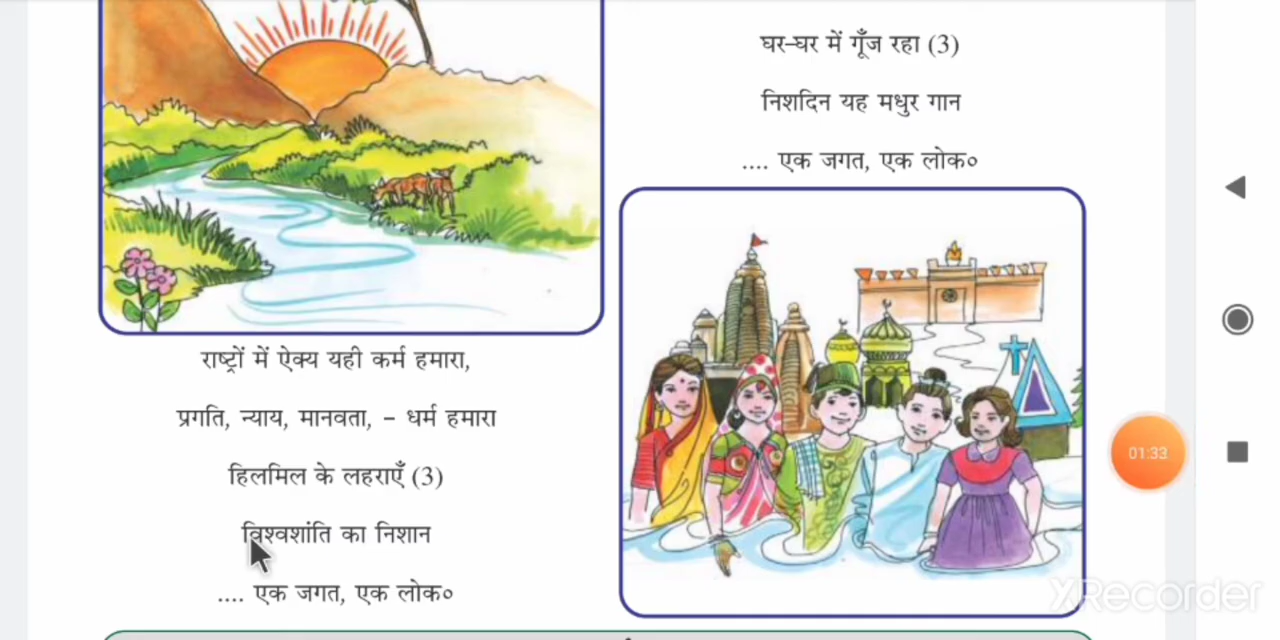 घर-घर में गूँज रहा (3)
निशदिन यह मधुर गान
.... एक जगत, एक लोक०
राष्ट्रों में ऐक्य यही कर्म हमारा,
प्रगति, न्याय, मानवता, – धर्म हमारा
हिलमिल के लहराएँ (3)
विश्वशांति का निशान
.... एक जगत, एक लोक०
01:33
XRecorder